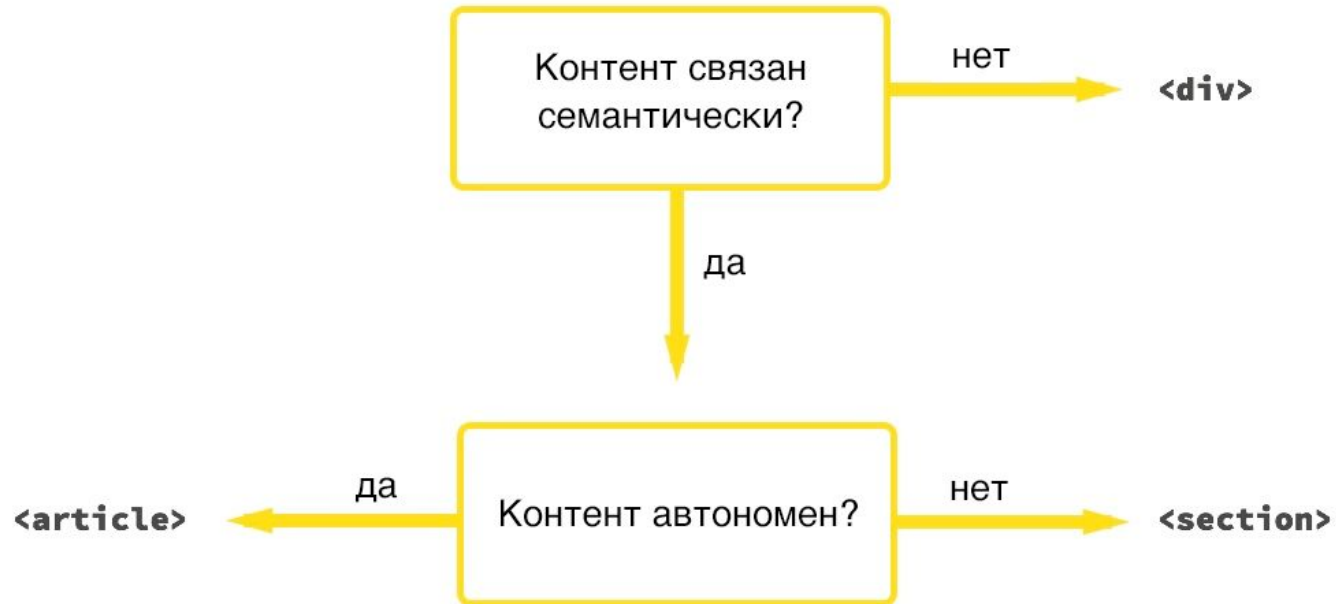 Контент связан
семантически?
нет
<div>
да
да
<article>
Контент автономен?
нет
<section>